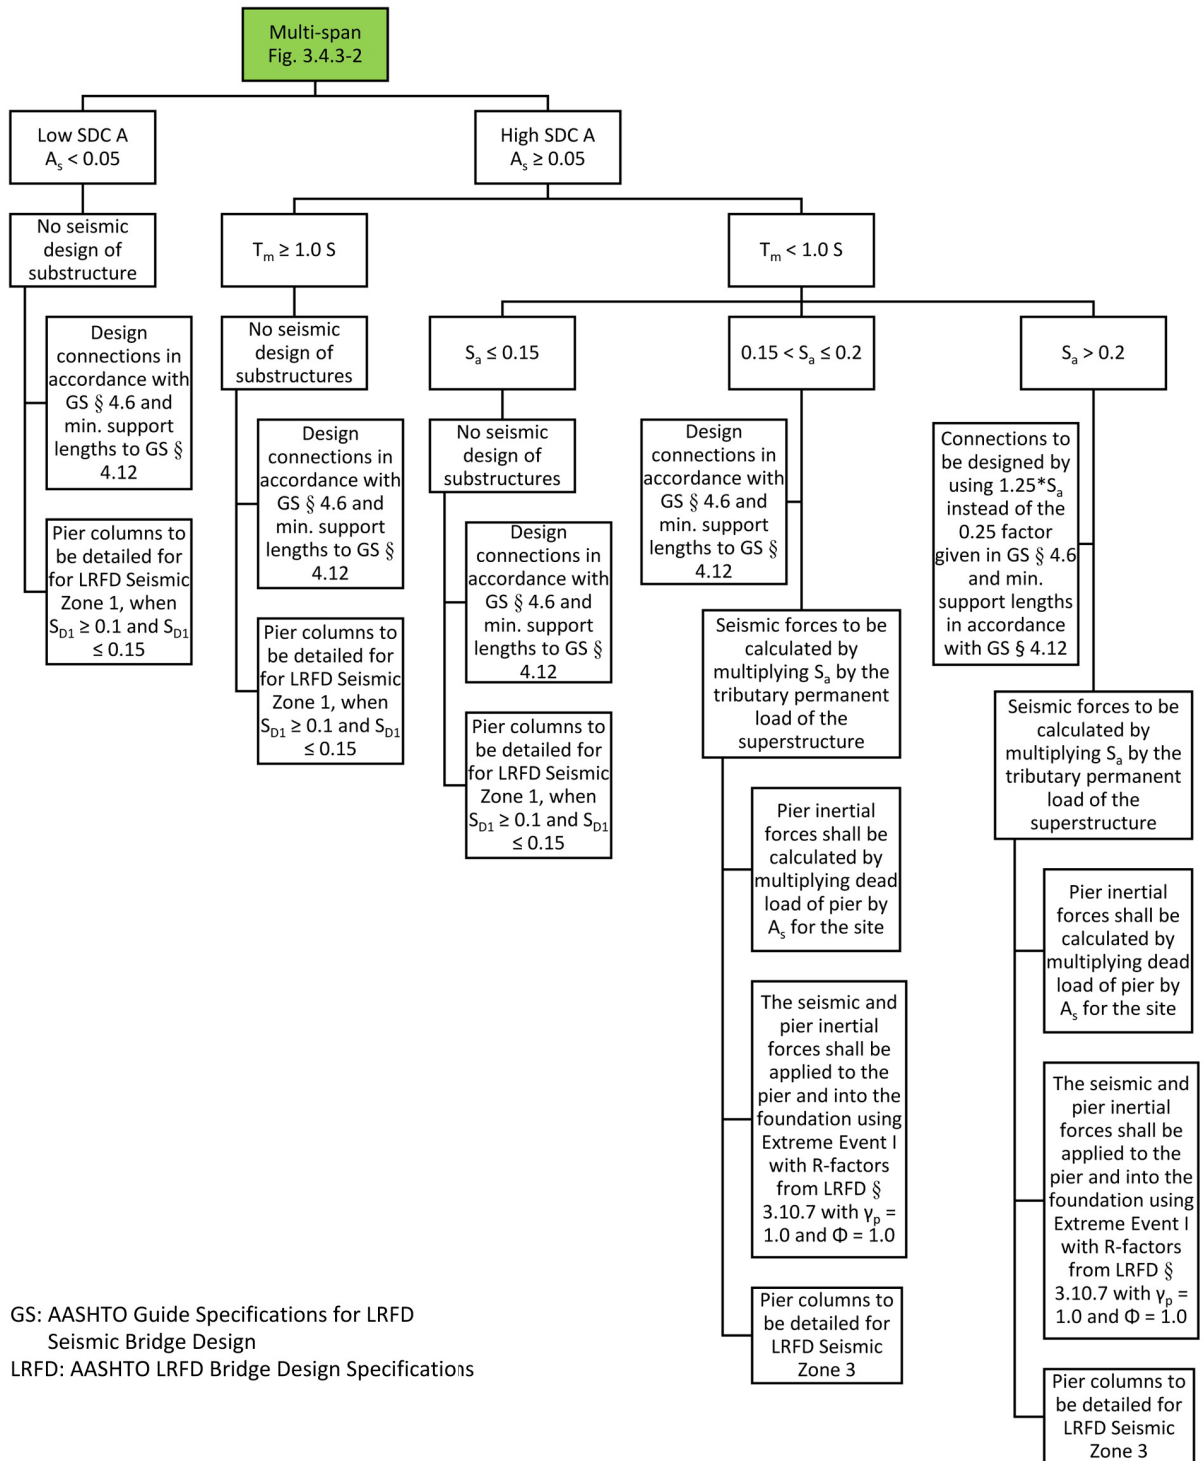 Multi-span
Fig. 3.4.3-2
Low SDC A
As < 0.05
High SDC A
As ≥ 0.05
No seismic
design of
substructure
Design
connections in
accordance with
GS § 4.6 and
min. support
lengths to GS §
4.12
Pier columns to
be detailed for
for LRFD Seismic
Zone 1, when
SD1 ≥ 0.1 and SD1
≤ 0.15
Tm ≥ 1.0 S
No seismic
design of
substructures
Design
connections in
accordance with
GS § 4.6 and
min. support
lengths to GS §
4.12
Pier columns to
be detailed for
for LRFD Seismic
Zone 1, when
SD1 ≥ 0.1 and SD1
≤ 0.15
Tm < 1.0 S
Sa ≤ 0.15
No seismic
design of
substructures
Design
connections in
accordance with
GS § 4.6 and
min. support
lengths to GS §
4.12
Pier columns to
be detailed for
for LRFD Seismic
Zone 1, when
SD1 ≥ 0.1 and SD1
≤ 0.15
0.15 < Sa ≤ 0.2
Design
connections in
accordance with
GS § 4.6 and
min. support
lengths to GS §
4.12
Seismic forces to be
calculated by
multiplying Sa by the
tributary permanent
load of the
superstructure
Pier inertial
forces shall be
calculated by
multiplying dead
load of pier by
As for the site
The seismic and
pier inertial
forces shall be
applied to the
pier and into the
foundation using
Extreme Event I
with R-factors
from LRFD §
3.10.7 with γp =
1.0 and Φ = 1.0
Pier columns to
be detailed for
LRFD Seismic
Zone 3
Sa > 0.2
Connections to
be designed by
using 1.25*Sa
instead of the
0.25 factor
given in GS § 4.6
and min.
support lengths
in accordance
with GS § 4.12
Seismic forces to be
calculated by
multiplying Sa by the
tributary permanent
load of the
superstructure
Pier inertial
forces shall be
calculated by
multiplying dead
load of pier by
As for the site
The seismic and
pier inertial
forces shall be
applied to the
pier and into the
foundation using
Extreme Event I
with R-factors
from LRFD §
3.10.7 with γp =
1.0 and Φ = 1.0
Pier columns to
be detailed for
LRFD Seismic
Zone 3
GS: AASHTO Guide Specifications for LRFD
Seismic Bridge Design
LRFD: AASHTO LRFD Bridge Design Specifications